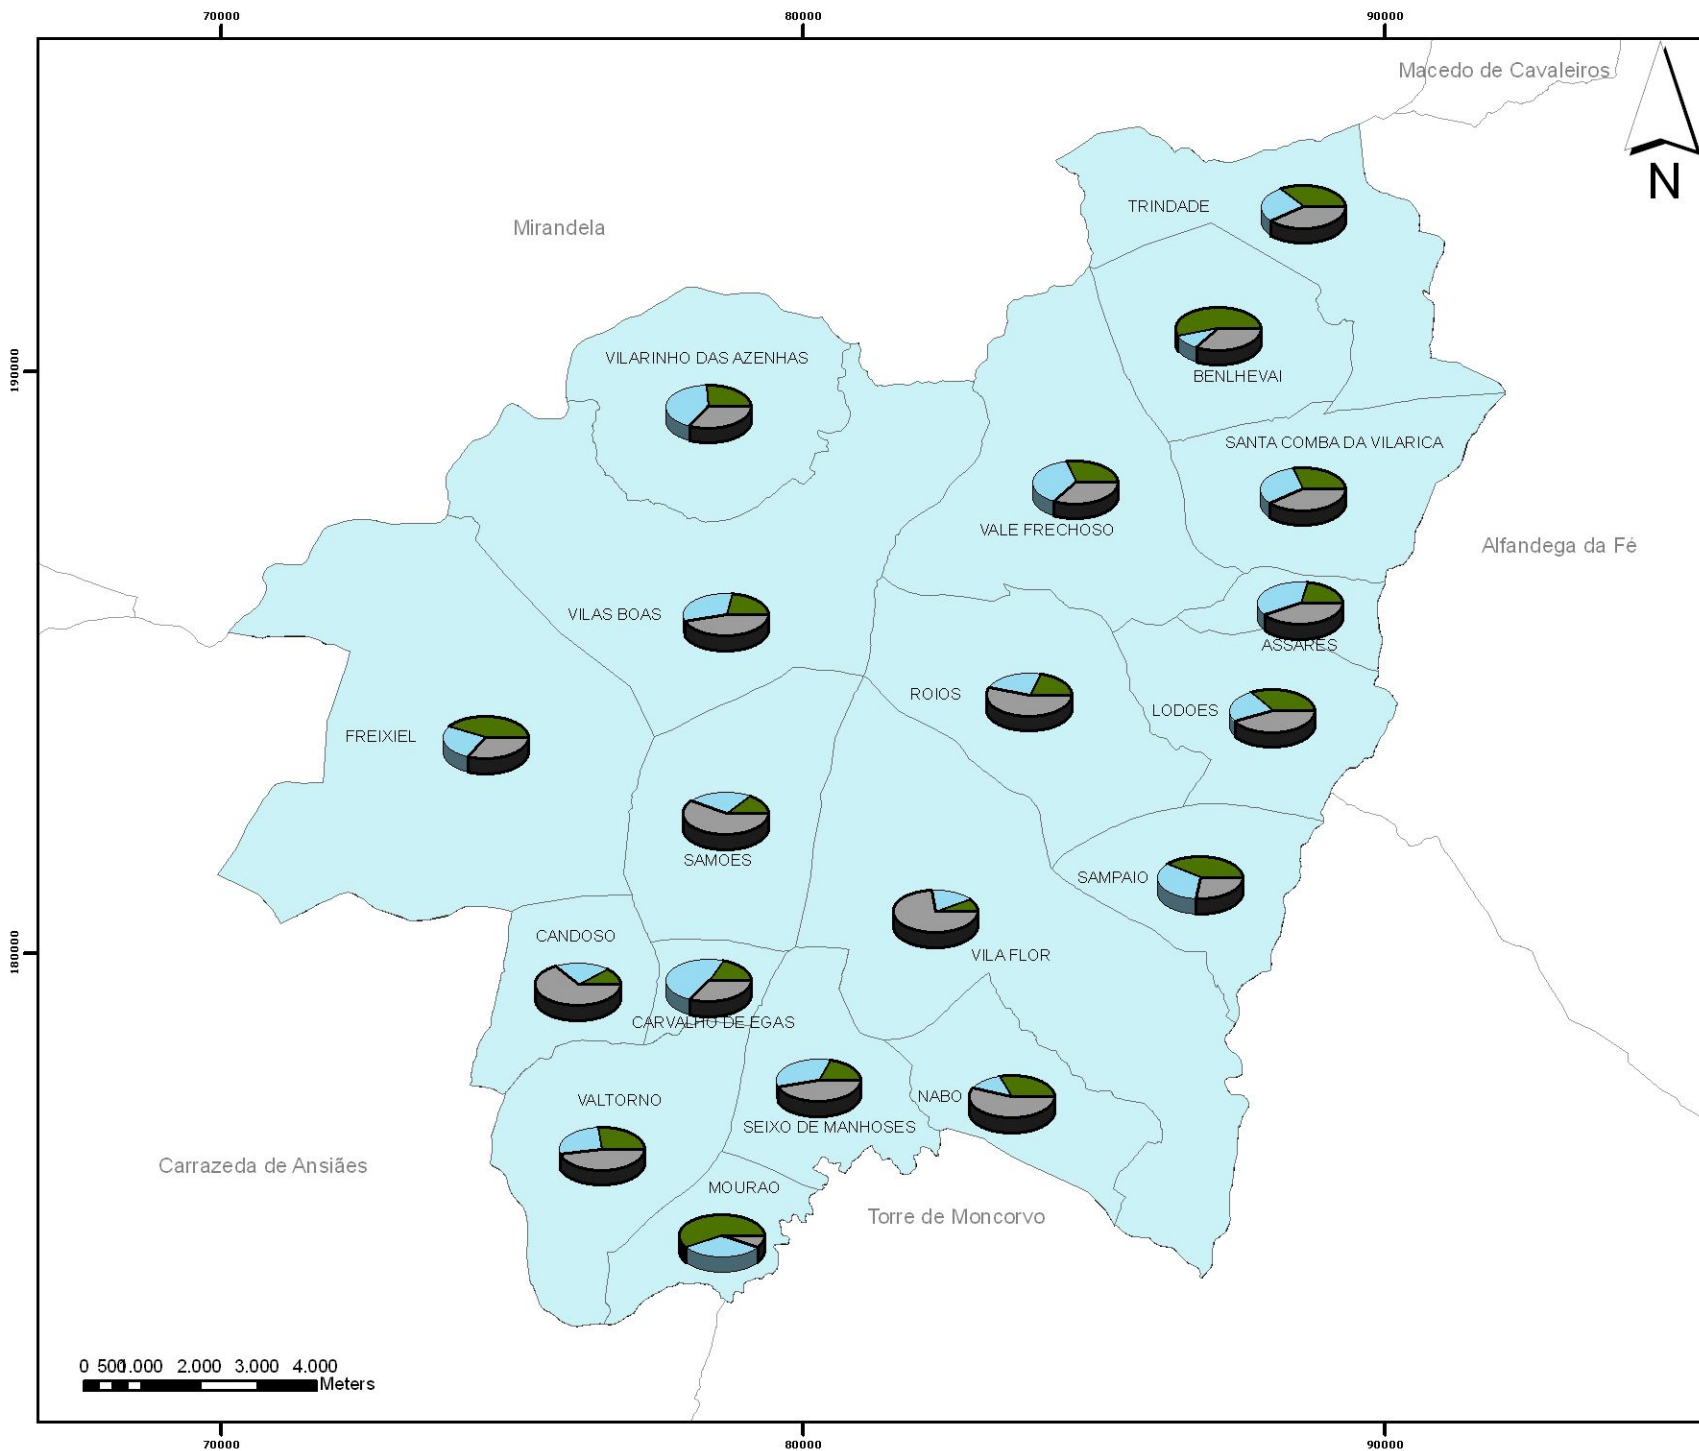 70000
80000
90000
Macedo de Cavaleiros
N
TRINDADE
Mirandela
VILARINHO DAS AZENHAS
190000
BENLHEVAI
SANTA COMBA DA VILARICA
VALE FRECHOSO
Alfandega da Fé
VILAS BOAS
ASSARES
ROIOS
LODOES
FREIXIEL
SAMOES
SAMPAIO
CANDOSO
VILA FLOR
180000
CARVALHO DE EGAS
VALTORNO
NABO
SEIXO DE MANHOSES
Carrazeda de Ansiães
MOURAO
Torre de Moncorvo
0 500 1.000 2.000 3.000 4.000
Meters
70000
80000
90000